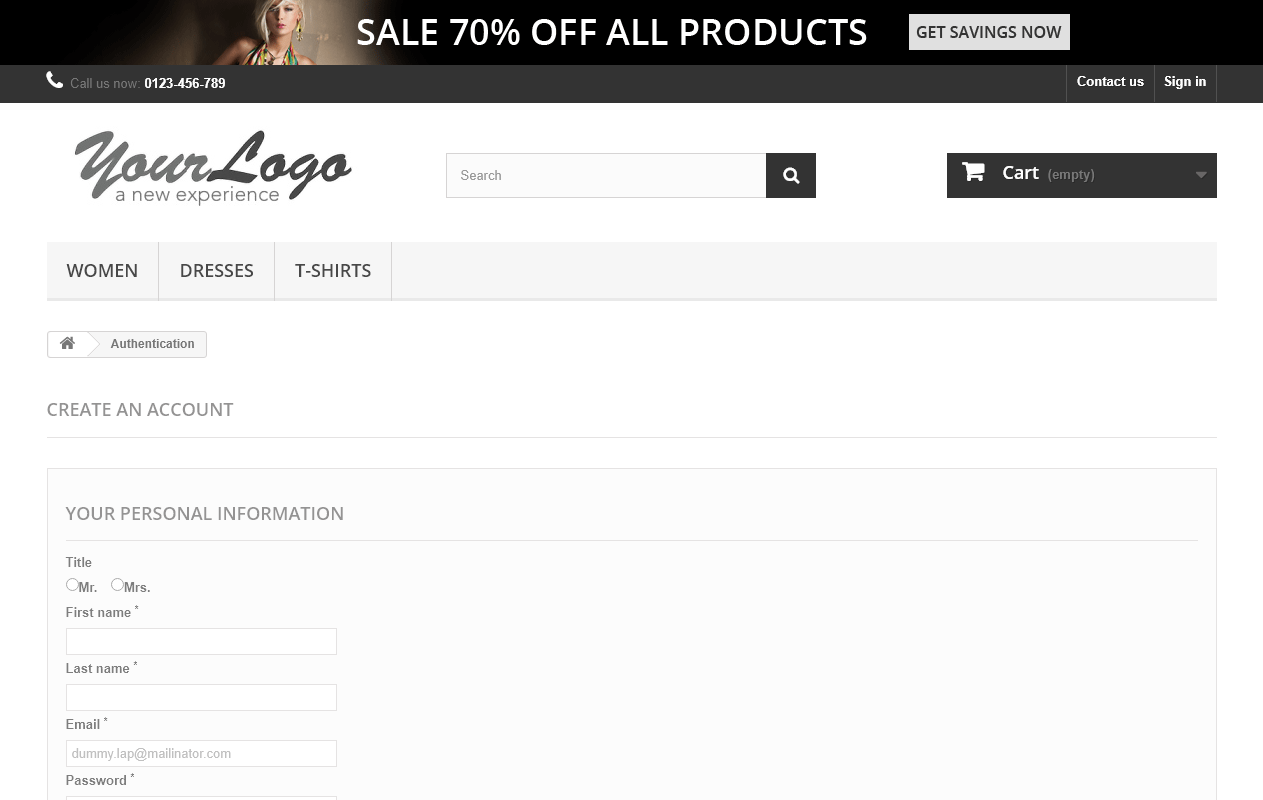 SALE 70% OFF ALL PRODUCTS GET SAVINGS NOW
Call us now: 0123-456-789 Contact us Sign in
YourLogo
a new experience
Search
Cart (empty)
WOMEN DRESSES T-SHIRTS
Authentication
CREATE AN ACCOUNT
YOUR PERSONAL INFORMATION
Title
Mr. Mrs.
First name *
Last name *
Email *
dummy.lap@mailinator.com
Password *